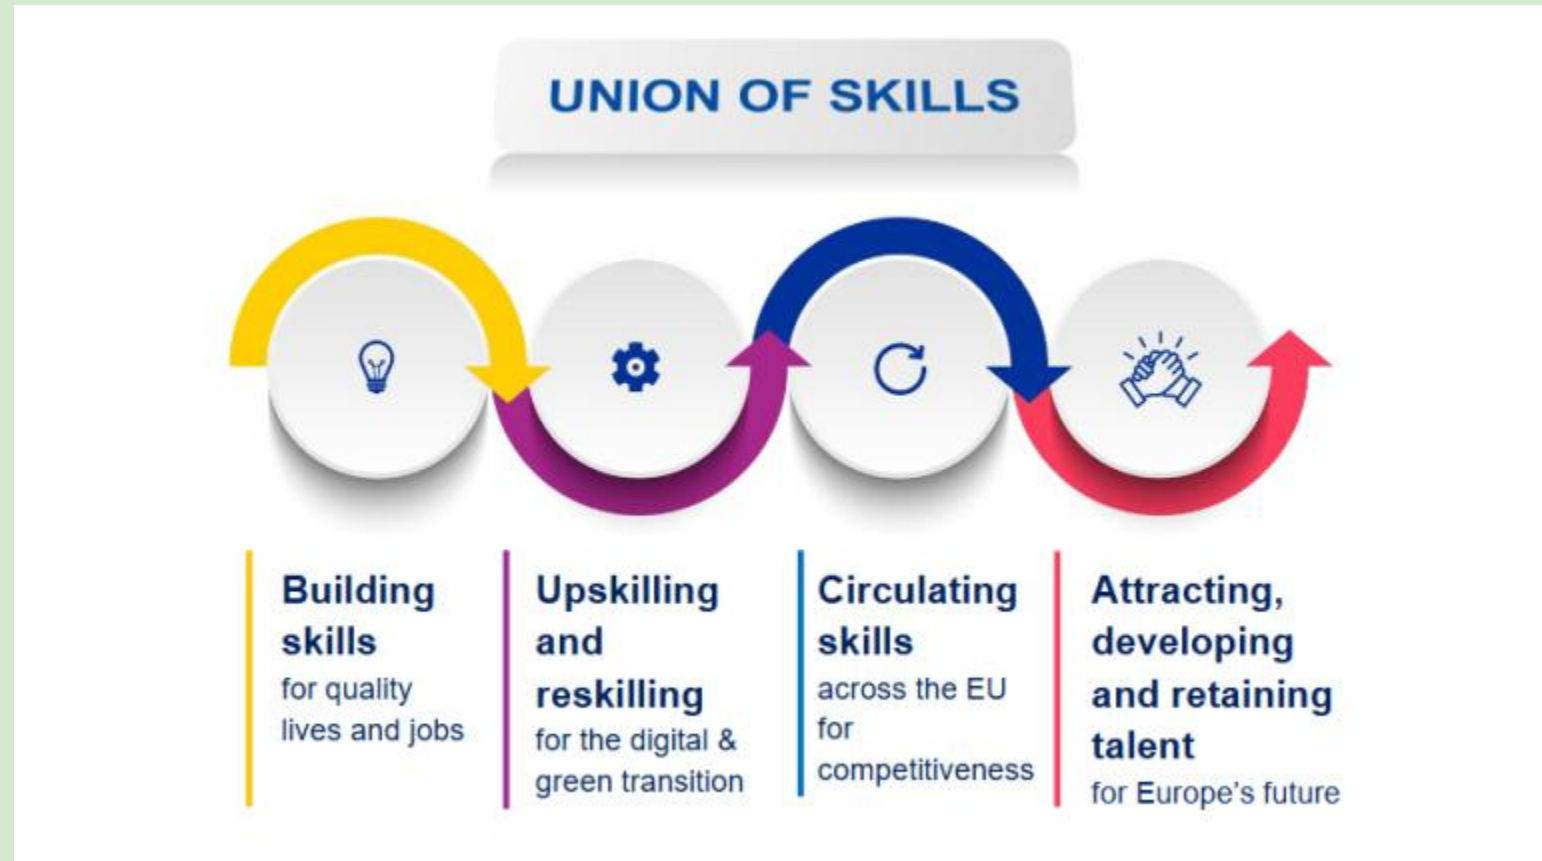 UNION OF SKILLS
Building
skills
for quality
lives and jobs
Upskilling
and
reskilling
for the digital &
green transition
Circulating
skills
across the EU
for
competitiveness
Attracting,
developing
and retaining
talent
for Europe's future